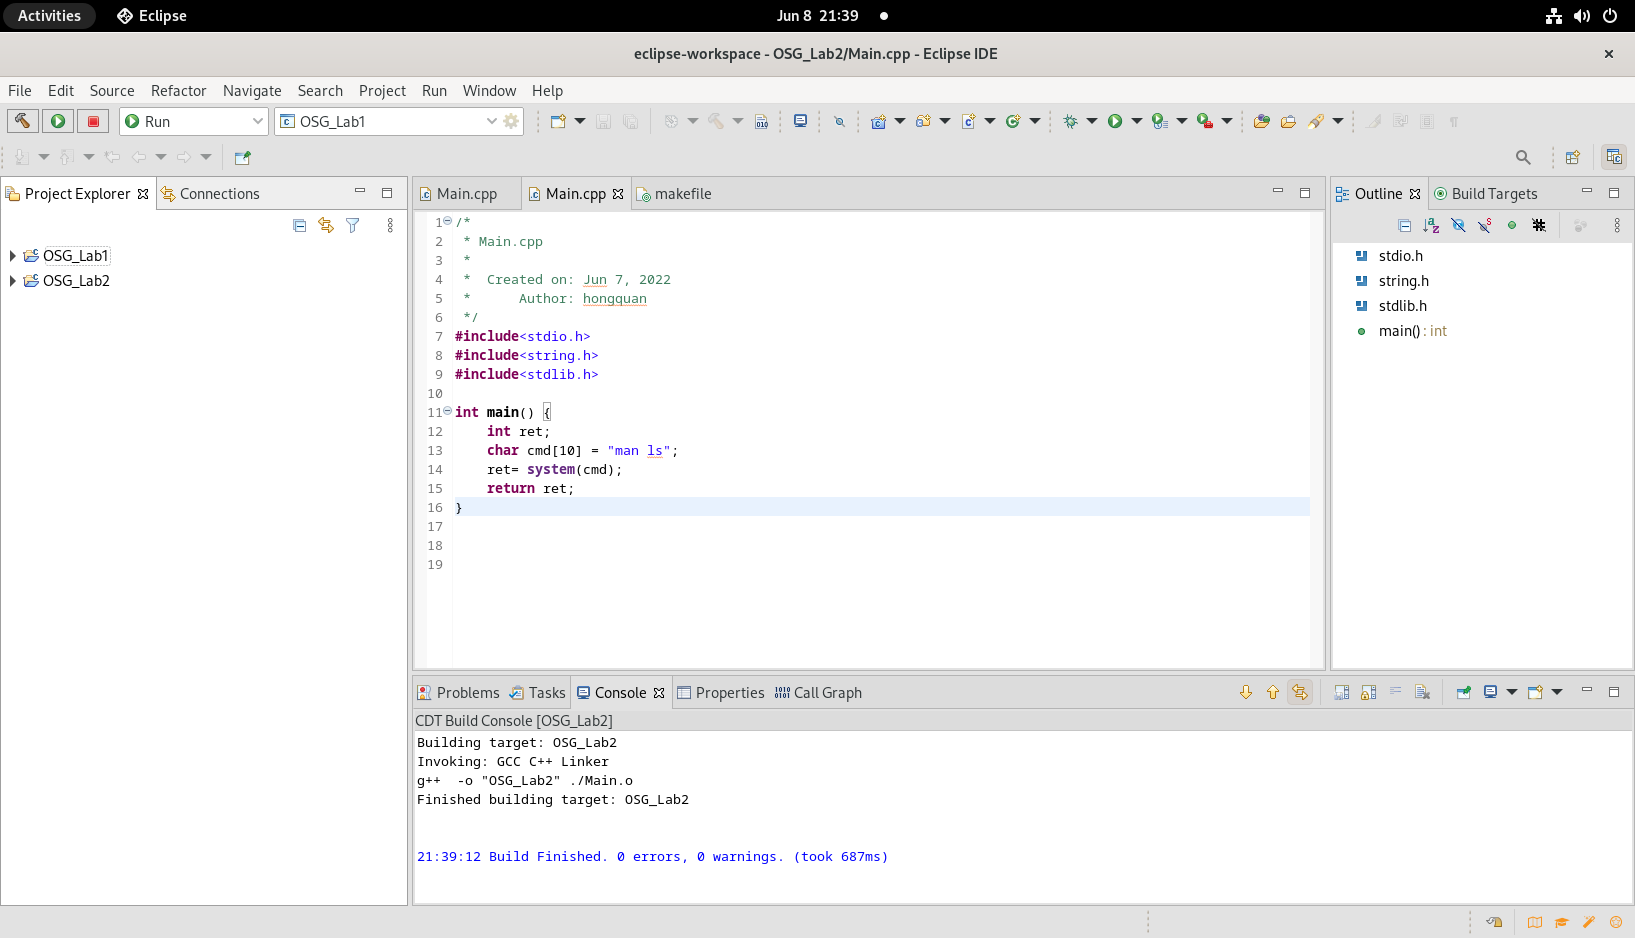 Activities
Eclipse
Jun 8 21:39
eclipse-workspace - OSG_Lab2/Main.cpp - Eclipse IDE
File Edit Source Refactor Navigate Search Project Run Window Help
Run
OSG_Lab1
Project Explorer
Connections
OSG_Lab1
OSG_Lab2
Main.cpp
Main.cpp
makefile
1 /*
2  * Main.cpp
3  *
4  *  Created on: Jun 7, 2022
5  *      Author: hongquan
6  */
7 #include<stdio.h>
8 #include<string.h>
9 #include<stdlib.h>
10
11 int main() {
12     int ret;
13     char cmd[10] = "man ls";
14     ret= system(cmd);
15     return ret;
16 }
17
18
19
Outline
Build Targets
stdio.h
string.h
stdlib.h
main() : int
Problems
Tasks
Console
Properties
Call Graph
CDT Build Console [OSG_Lab2]
Building target: OSG_Lab2
Invoking: GCC C++ Linker
g++  -o "OSG_Lab2" ./Main.o
Finished building target: OSG_Lab2
21:39:12 Build Finished. 0 errors, 0 warnings. (took 687ms)